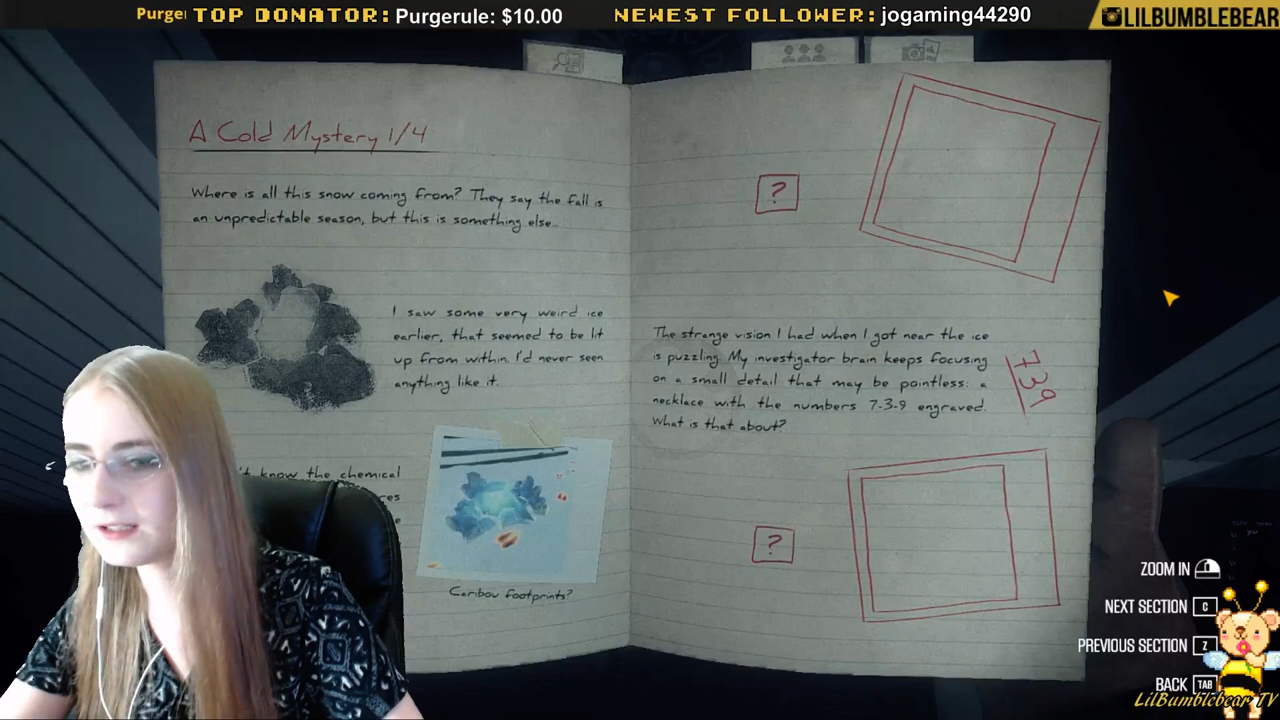 Purge
TOP DONATOR: Purgerule: $10.00
NEWEST FOLLOWER: jogaming44290
LILBUMBLEBEAR
A Cold Mystery 1/4
Where is all this snow coming from? They say the fall is
an unpredictable season, but this is something else...
I saw some very weird ice
earlier, that seemed to be lit
up from within. I'd never seen
anything like it.
know the chemical
Caribou footprints?
?
The strange vision I had when I got near the ice
is puzzling. My investigator brain keeps focusing
on a small detail that may be pointless: a
necklace with the numbers 7-3-9 engraved.
What is that about?
739
?
ZOOM IN
NEXT SECTION C
PREVIOUS SECTION Z
BACK TAB
LilBumblebear TV